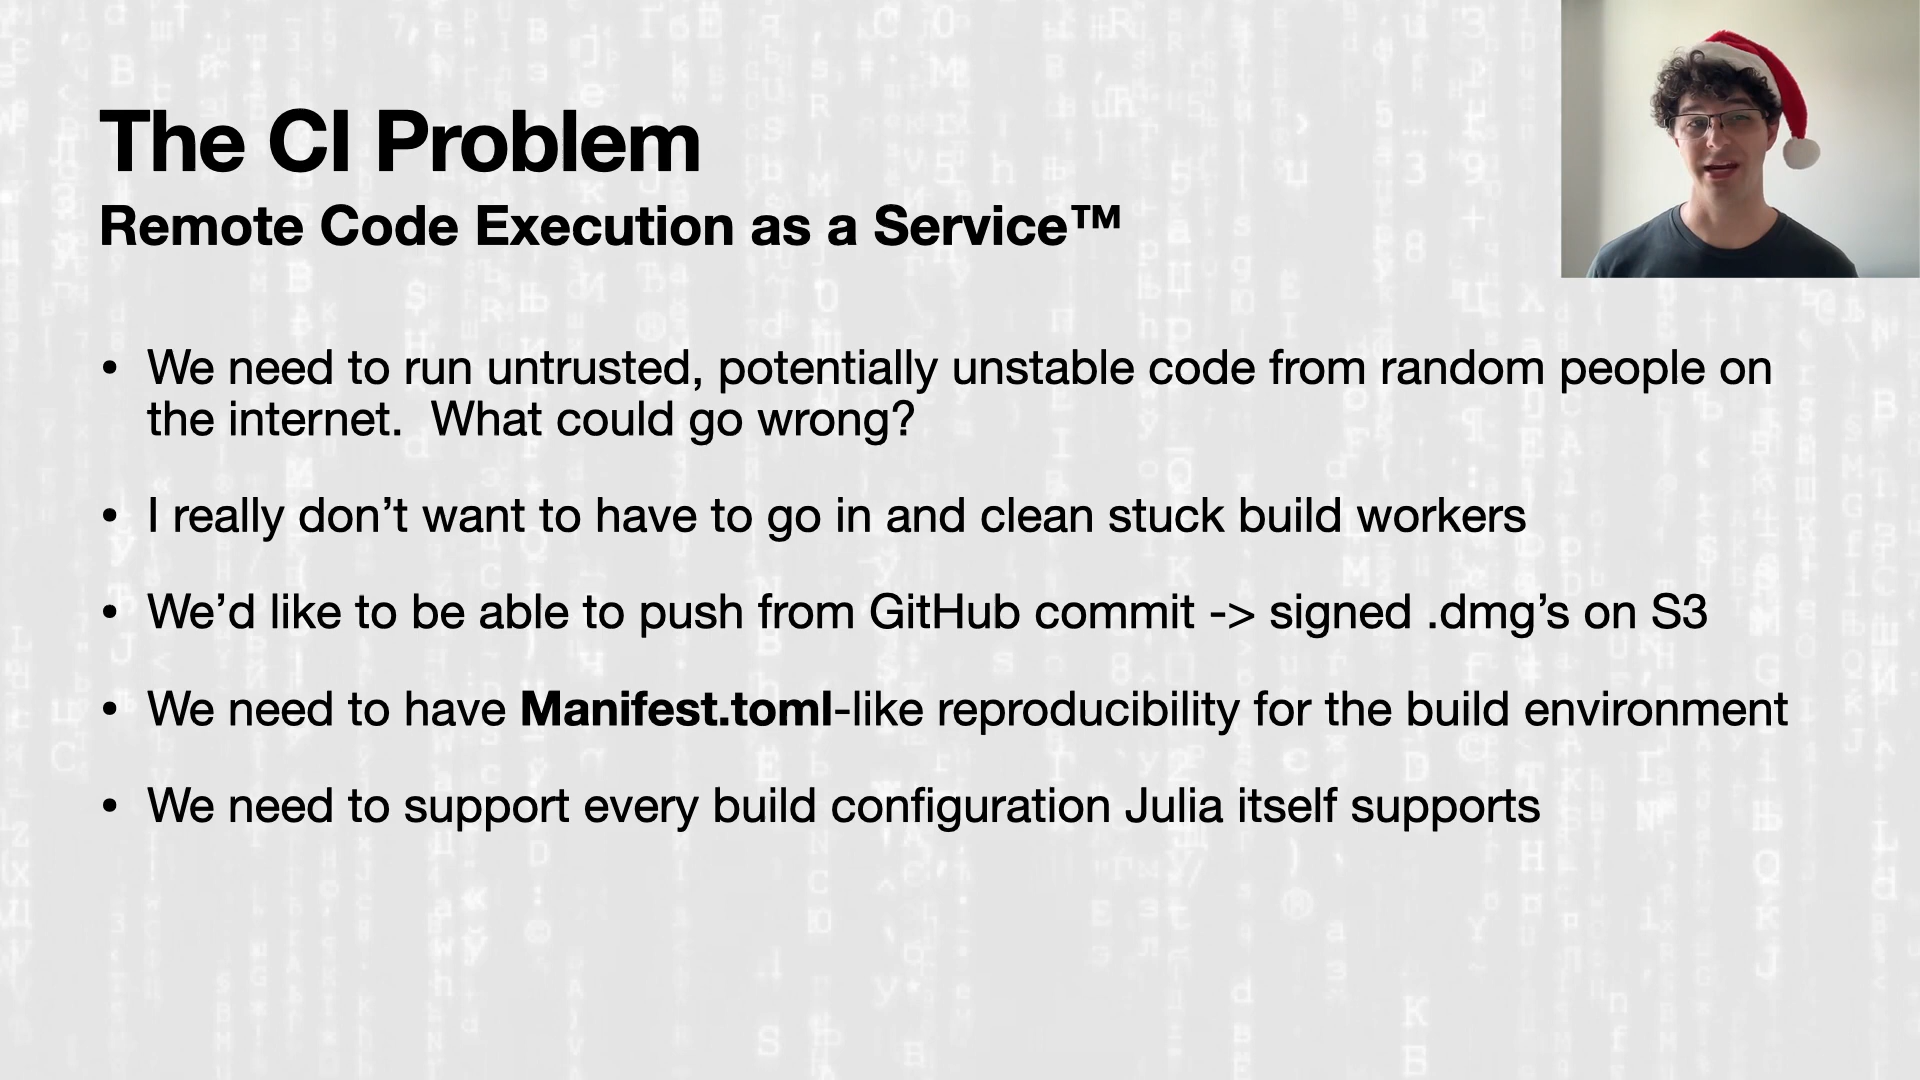 The CI Problem
Remote Code Execution as a Service™
• We need to run untrusted, potentially unstable code from random people on
the internet.  What could go wrong?
• I really don’t want to have to go in and clean stuck build workers
• We’d like to be able to push from GitHub commit -> signed .dmg’s on S3
• We need to have Manifest.toml-like reproducibility for the build environment
• We need to support every build configuration Julia itself supports